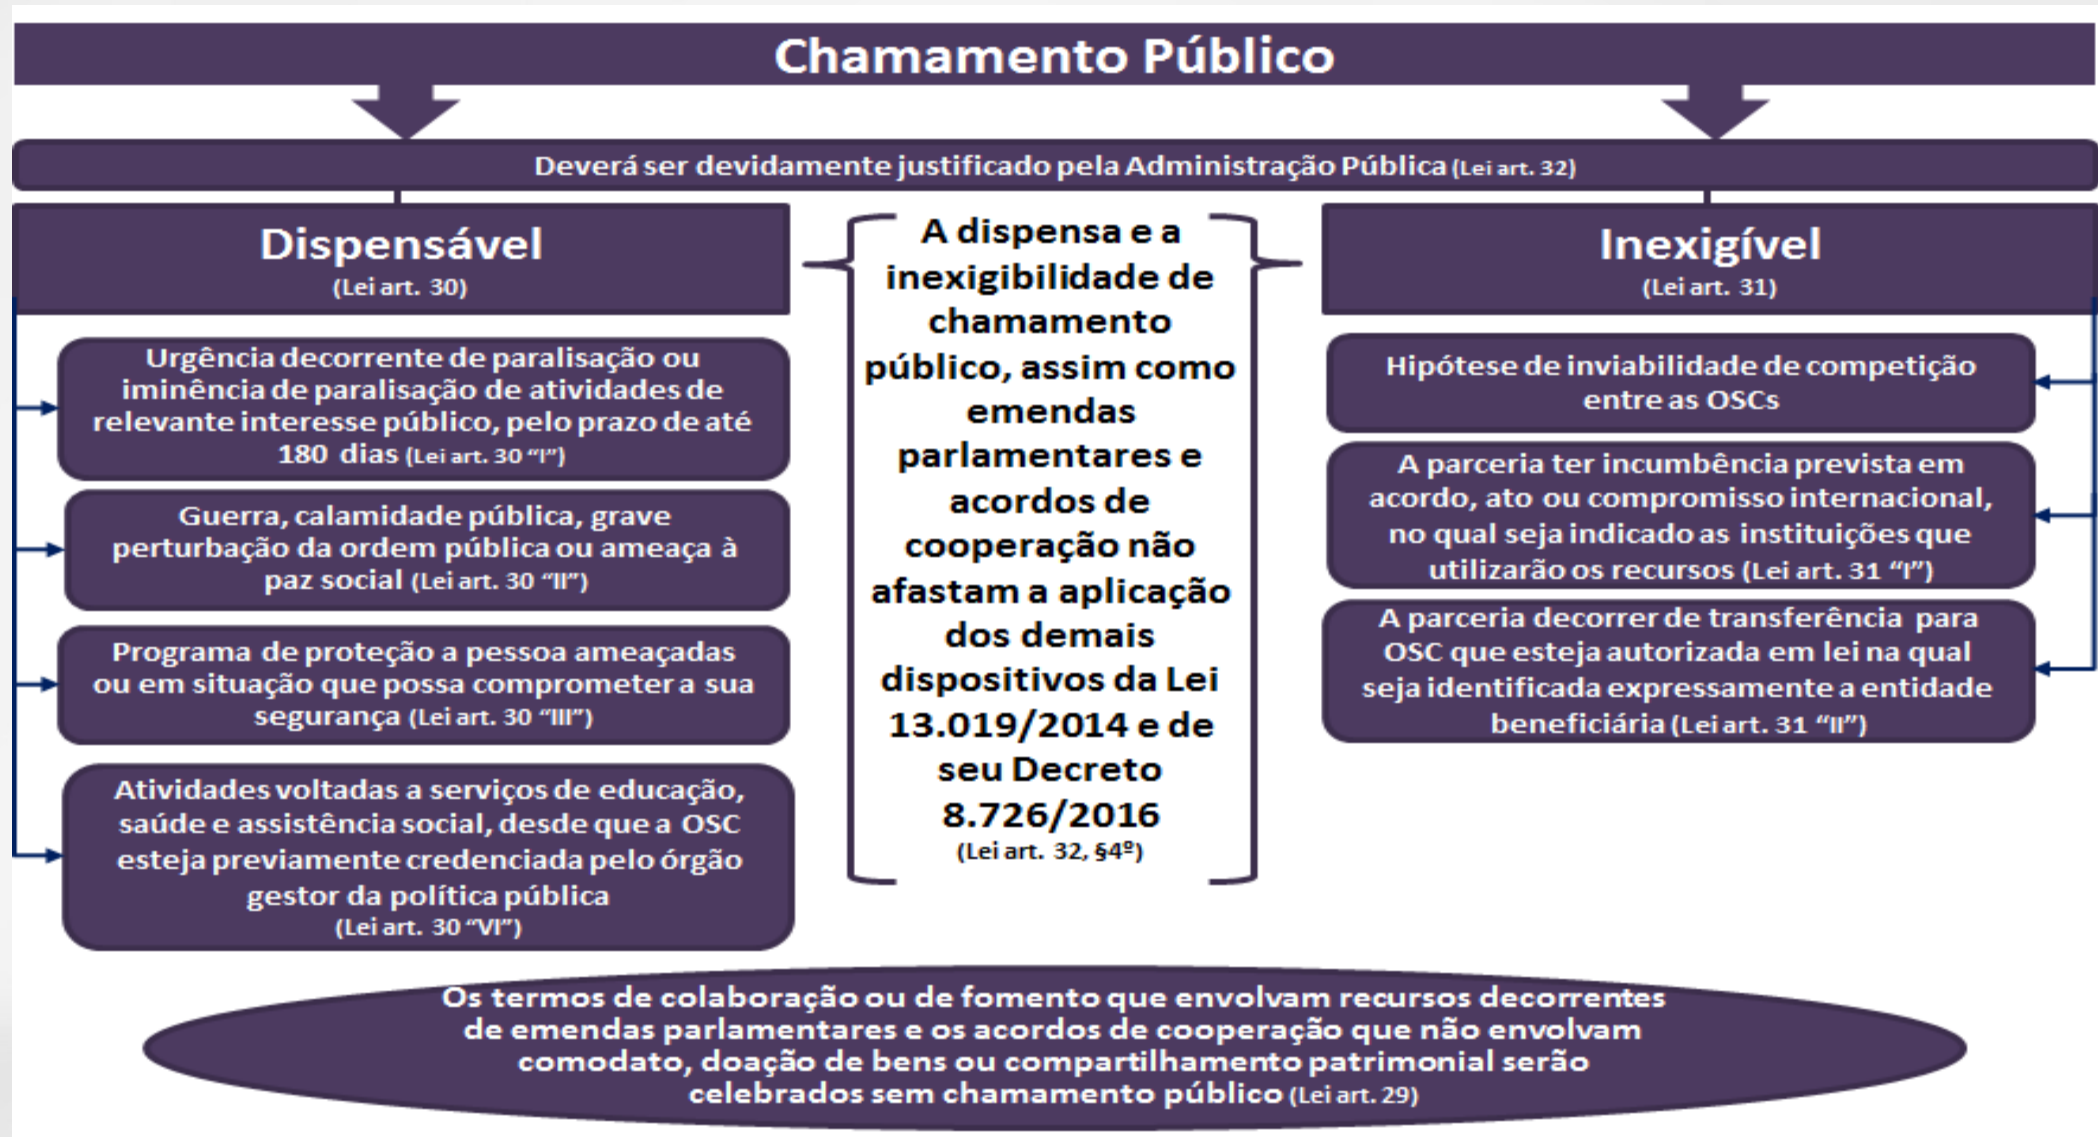 Chamamento Público
Deverá ser devidamente justificado pela Administração Pública (Lei art. 32)
Dispensável
(Lei art. 30)
Urgência decorrente de paralisação ou
iminência de paralisação de atividades de
relevante interesse público, pelo prazo de até
180 dias (Lei art. 30 “I”)
Guerra, calamidade pública, grave
perturbação da ordem pública ou ameaça à
paz social (Lei art. 30 “II”)
Programa de proteção a pessoa ameaçadas
ou em situação que possa comprometer a sua
segurança (Lei art. 30 “III”)
Atividades voltadas a serviços de educação,
saúde e assistência social, desde que a OSC
esteja previamente credenciada pelo órgão
gestor da política pública
(Lei art. 30 “VI”)
A dispensa e a
inexigibilidade de
chamamento
público, assim como
emendas
parlamentares e
acordos de
cooperação não
afastam a aplicação
dos demais
dispositivos da Lei
13.019/2014 e de
seu Decreto
8.726/2016
(Lei art. 32, §4º)
Inexigível
(Lei art. 31)
Hipótese de inviabilidade de competição
entre as OSCs
A parceria ter incumbência prevista em
acordo, ato ou compromisso internacional,
no qual seja indicado as instituições que
utilizarão os recursos (Lei art. 31 “I”)
A parceria decorrer de transferência para
OSC que esteja autorizada em lei na qual
seja identificada expressamente a entidade
beneficiária (Lei art. 31 “II”)
Os termos de colaboração ou de fomento que envolvam recursos decorrentes
de emendas parlamentares e os acordos de cooperação que não envolvam
comodato, doação de bens ou compartilhamento patrimonial serão
celebrados sem chamamento público (Lei art. 29)